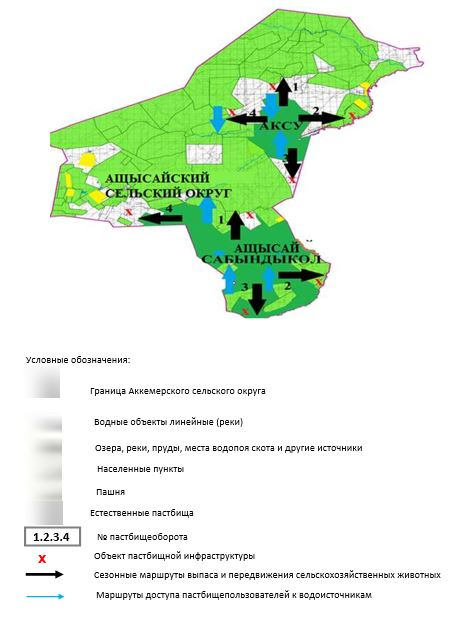 x 1
2
x x
4 x
АКСУ
3
x
АЩЫСАЙСКИЙ
СЕЛЬСКИЙ ОКРУГ
x 4
1 x
АЩЫСАЙ
САБЫНДЫКОЛ
3 2 x
x
Условные обозначения:
Граница Аккемерского сельского округа
Водные объекты линейные (реки)
Озера, реки, пруды, места водопоя скота и другие источники
Населенные пункты
Пашня
Естественные пастбища
1.2.3.4 № пастбищеоборота
x Объект пастбищной инфраструктуры
Сезонные маршруты выпаса и передвижения сельскохозяйственных животных
Маршруты доступа пастбищепользователей к водоисточникам